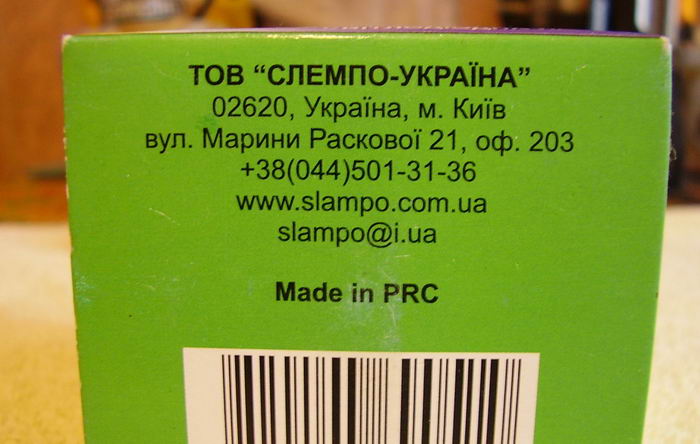 ТОВ “СЛЕМПО-УКРАЇНА”
02620, Україна, м. Київ
вул. Марини Раскової 21, оф. 203
+38(044)501-31-36
www.slampo.com.ua
slampo@i.ua
Made in PRC